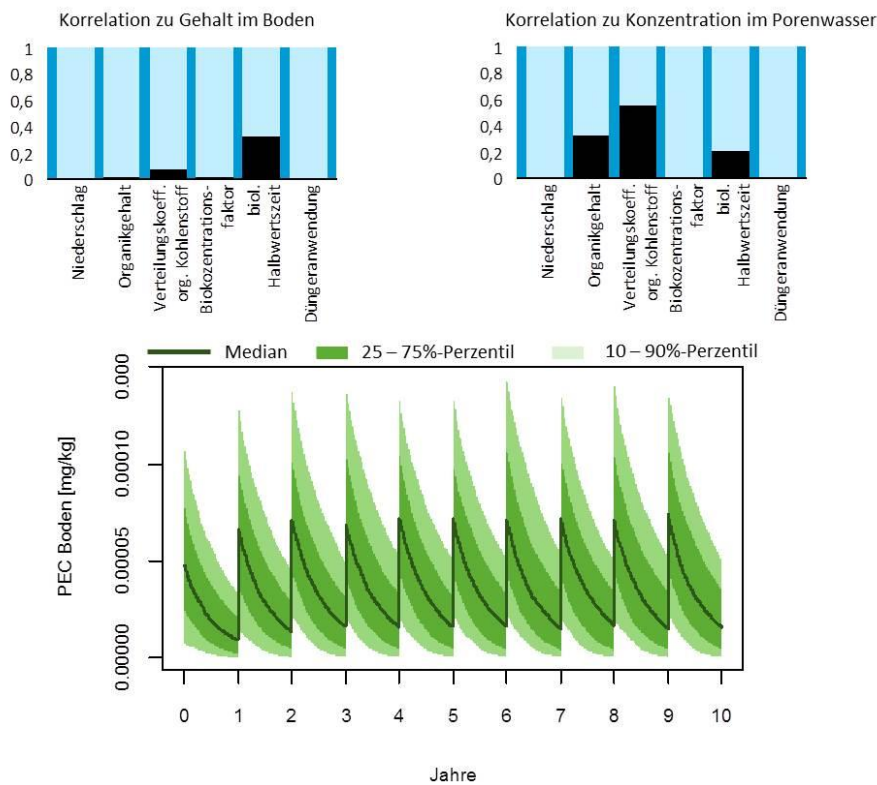 Korrelation zu Gehalt im Boden
1
0,8
0,6
0,4
0,2
0
Niederschlag
Organikgehalt
Verteilungskoeff.
org. Kohlenstoff
Biokozentrations-
faktor
biol.
Halbwertszeit
Düngeranwendung
Korrelation zu Konzentration im Porenwasser
1
0,8
0,6
0,4
0,2
0
Niederschlag
Organikgehalt
Verteilungskoeff.
org. Kohlenstoff
Biokozentrations-
faktor
biol.
Halbwertszeit
Düngeranwendung
Median
25 – 75%-Perzentil
10 – 90%-Perzentil
PEC Boden [mg/kg]
0.000
0.00010
0.00005
0.00000
0 1 2 3 4 5 6 7 8 9 10
Jahre